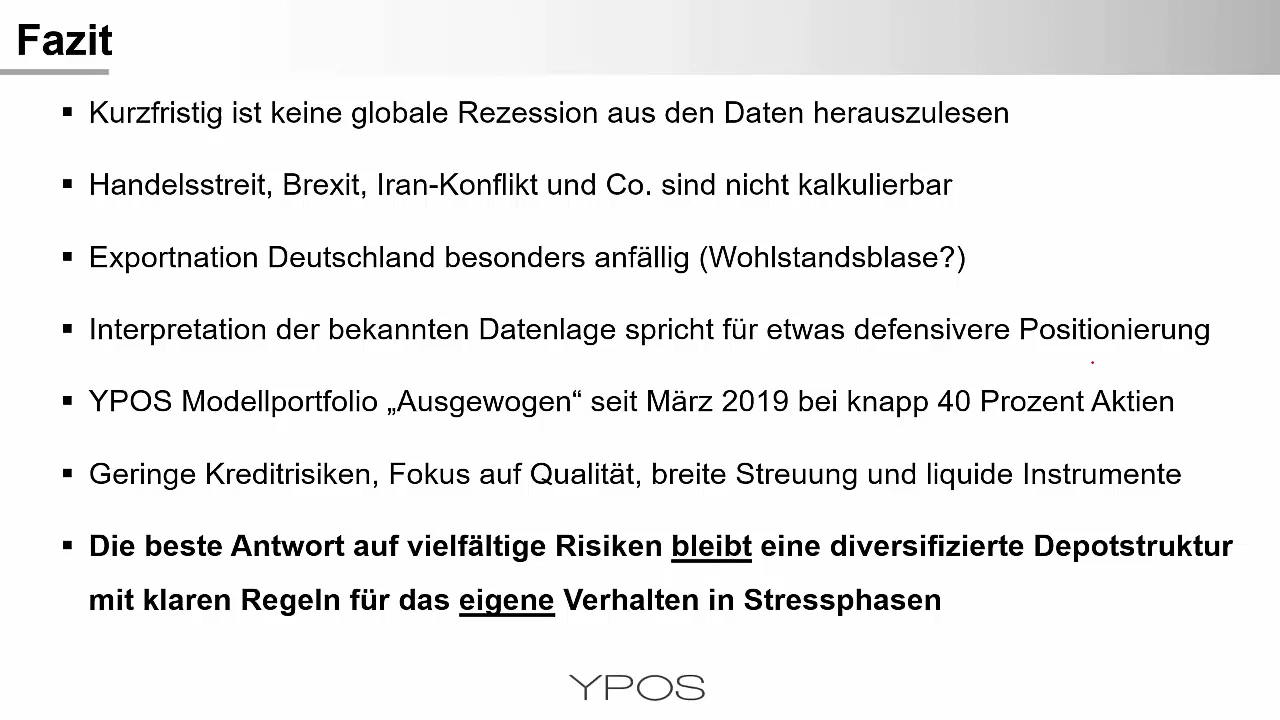 Fazit
▪ Kurzfristig ist keine globale Rezession aus den Daten herauszulesen
▪ Handelsstreit, Brexit, Iran-Konflikt und Co. sind nicht kalkulierbar
▪ Exportnation Deutschland besonders anfällig (Wohlstandsblase?)
▪ Interpretation der bekannten Datenlage spricht für etwas defensivere Positionierung
▪ YPOS Modellportfolio „Ausgewogen“ seit März 2019 bei knapp 40 Prozent Aktien
▪ Geringe Kreditrisiken, Fokus auf Qualität, breite Streuung und liquide Instrumente
▪ Die beste Antwort auf vielfältige Risiken bleibt eine diversifizierte Depotstruktur
mit klaren Regeln für das eigene Verhalten in Stressphasen
YPOS